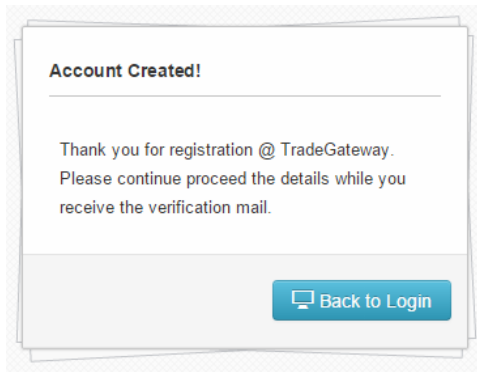 Account Created!
Thank you for registration @ TradeGateway.
Please continue proceed the details while you
receive the verification mail.
Back to Login